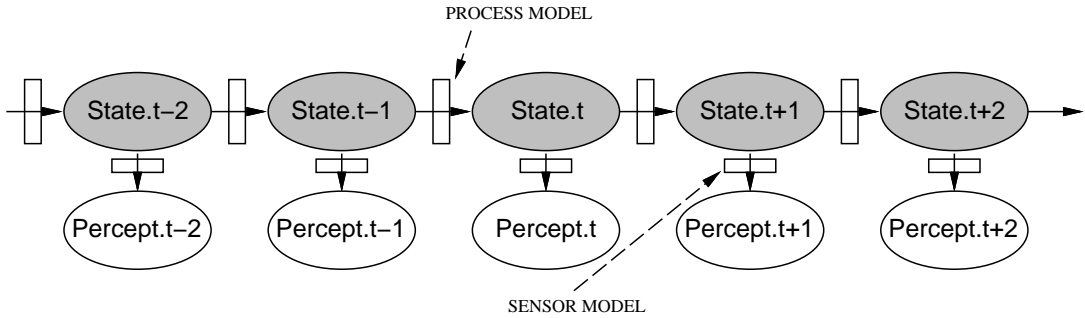 PROCESS MODEL
State.t−2 State.t−1 State.t State.t+1 State.t+2
Percept.t−2 Percept.t−1 Percept.t Percept.t+1 Percept.t+2
SENSOR MODEL